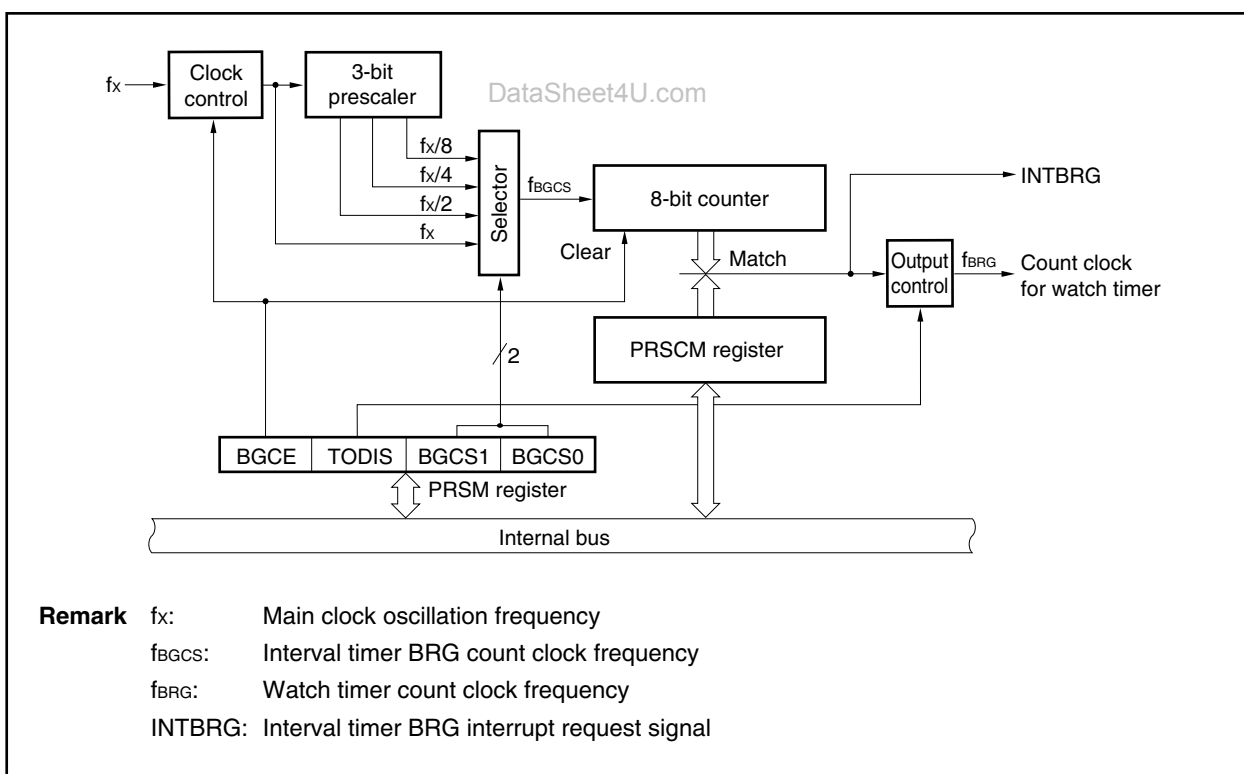 fX
Clock
control
3-bit
prescaler
DataSheet4U.com
fX/8
fX/4
fX/2
fX
Selector
fBGCS
8-bit counter
INTBRG
Clear
Match
Output
control
fBRG
Count clock
for watch timer
PRSCM register
2
BGCE TODIS BGCS1 BGCS0
PRSM register
Internal bus
Remark fX: Main clock oscillation frequency
fBGCS: Interval timer BRG count clock frequency
fBRG: Watch timer count clock frequency
INTBRG: Interval timer BRG interrupt request signal